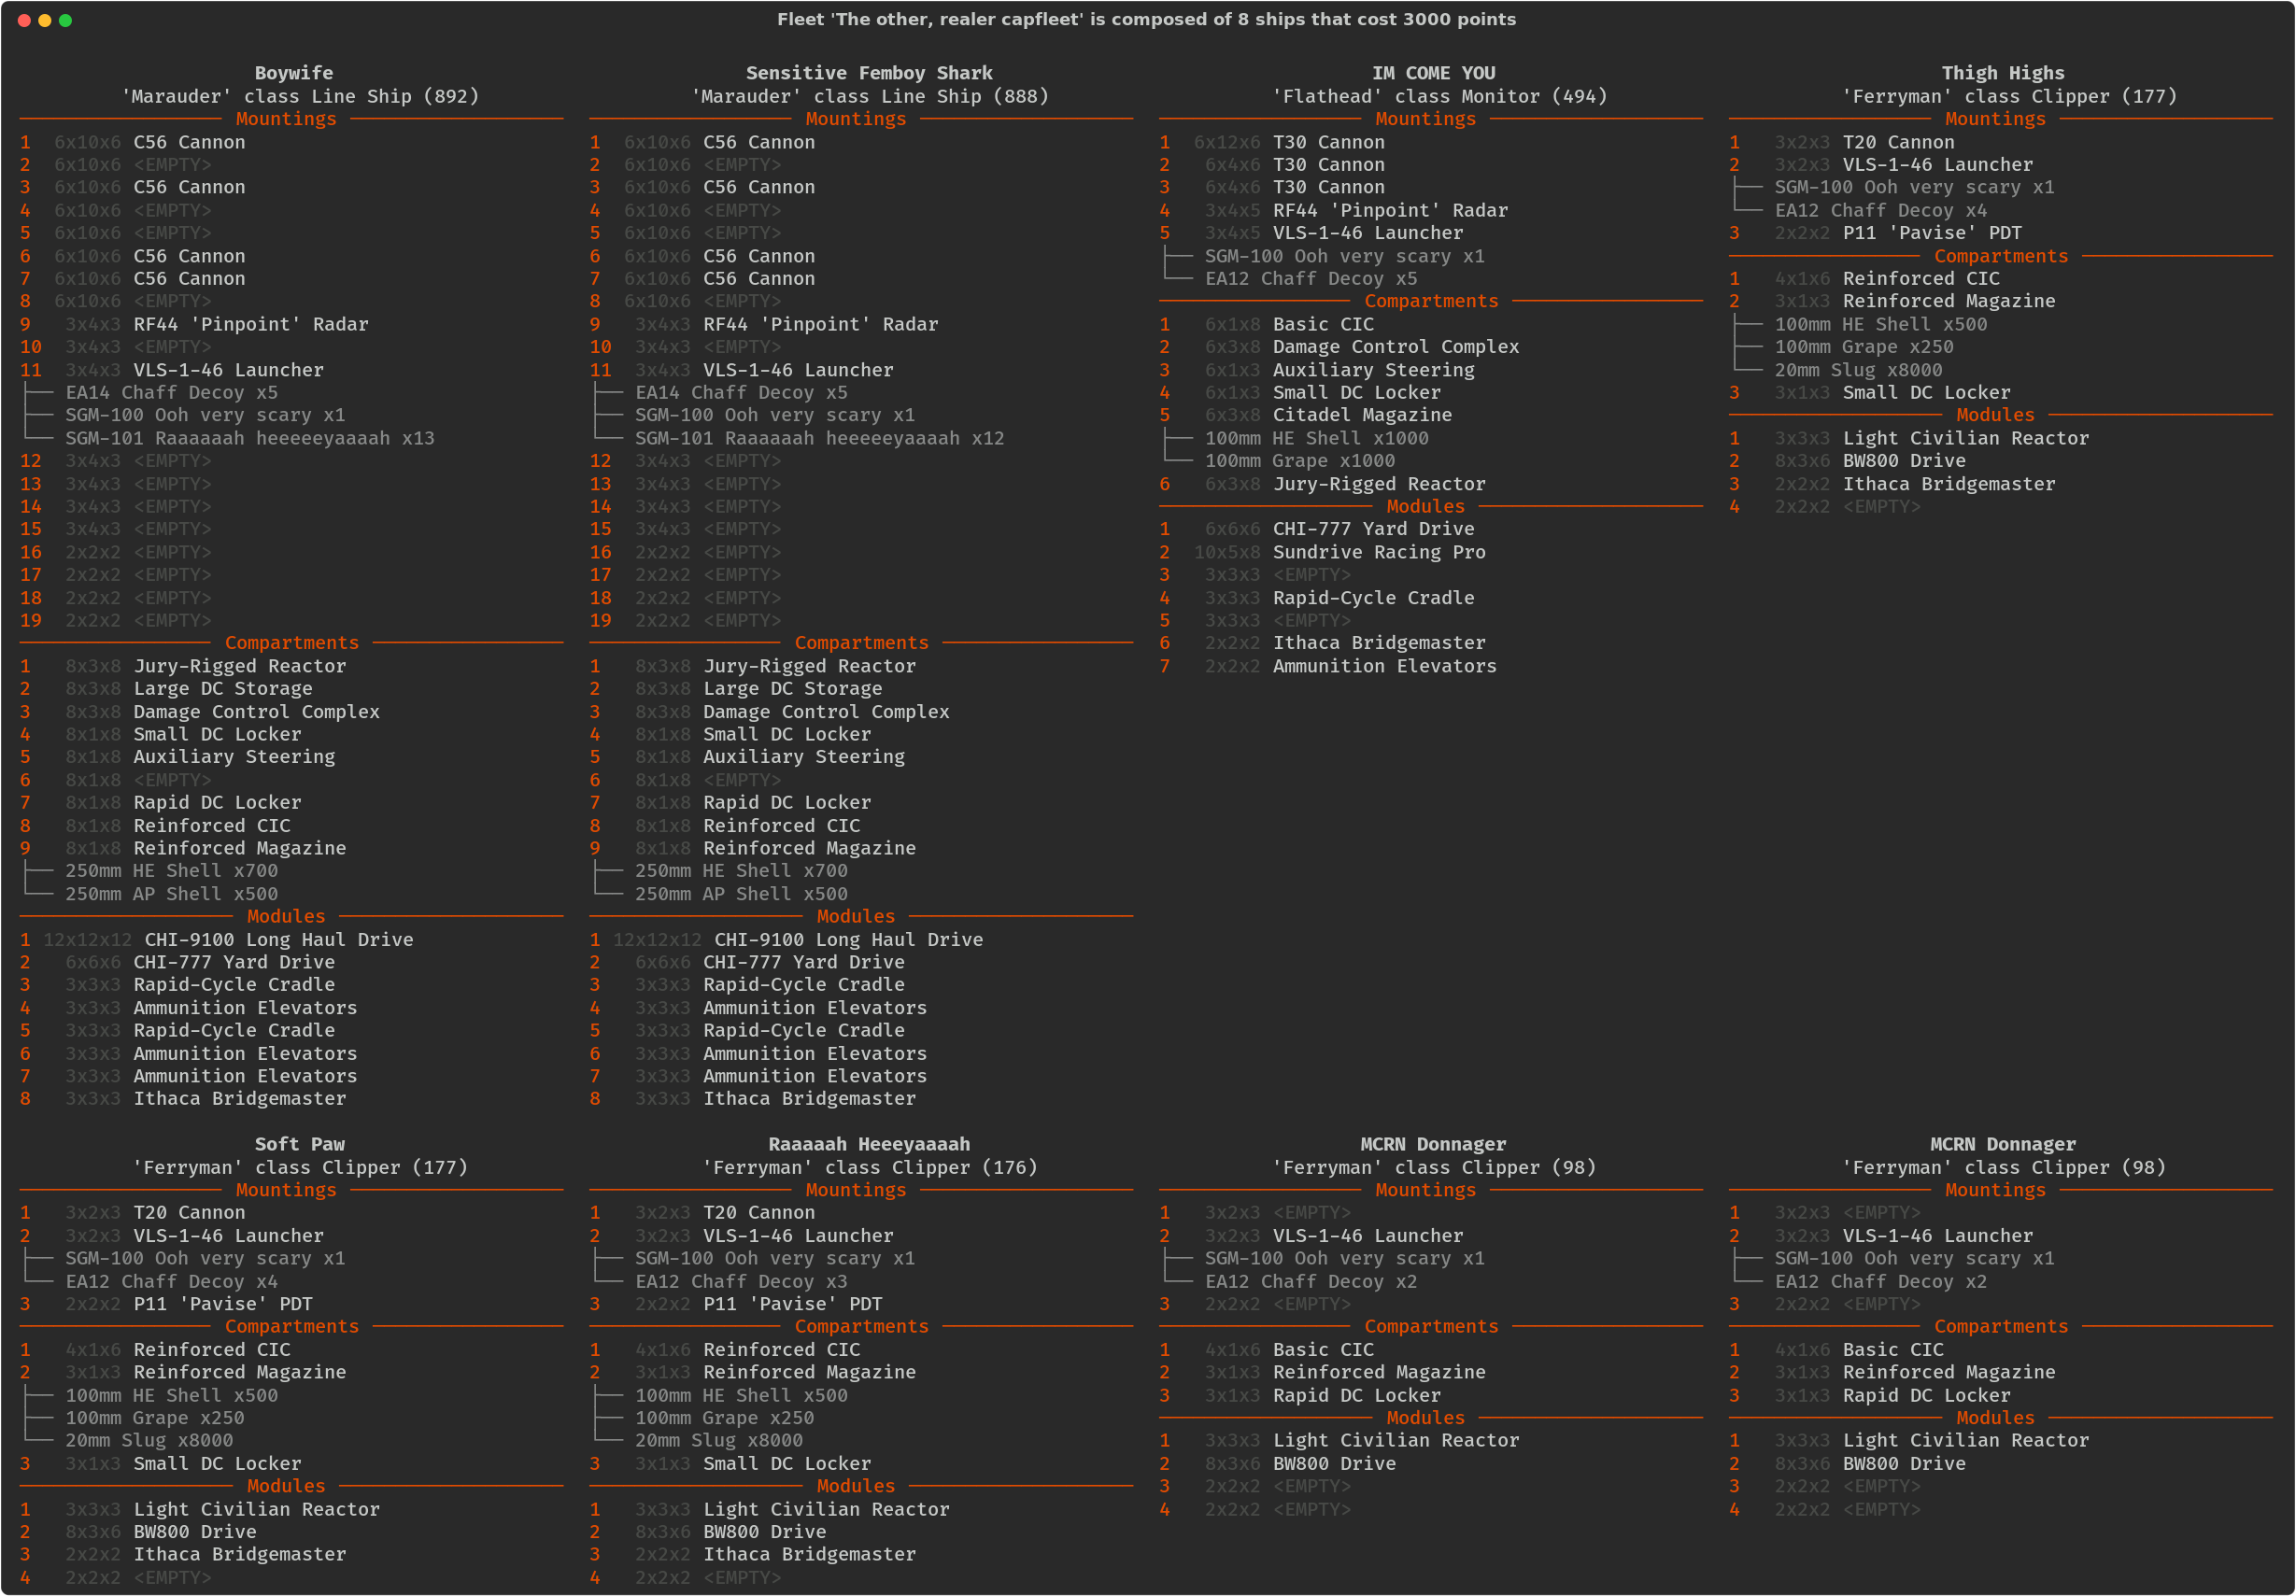 Fleet 'The other, realer capfleet' is composed of 8 ships that cost 3000 points
Boywife
'Marauder' class Line Ship (892)
Mountings
1 6x10x6 C56 Cannon
2 6x10x6 <EMPTY>
3 6x10x6 C56 Cannon
4 6x10x6 <EMPTY>
5 6x10x6 <EMPTY>
6 6x10x6 C56 Cannon
7 6x10x6 C56 Cannon
8 6x10x6 <EMPTY>
9 3x4x3 RF44 'Pinpoint' Radar
10 3x4x3 <EMPTY>
11 3x4x3 VLS-1-46 Launcher
├── EA14 Chaff Decoy x5
├── SGM-100 Ooh very scary x1
└── SGM-101 Raaaaaah heeeeeyaaaah x13
12 3x4x3 <EMPTY>
13 3x4x3 <EMPTY>
14 3x4x3 <EMPTY>
15 3x4x3 <EMPTY>
16 2x2x2 <EMPTY>
17 2x2x2 <EMPTY>
18 2x2x2 <EMPTY>
19 2x2x2 <EMPTY>
Compartments
1 8x3x8 Jury-Rigged Reactor
2 8x3x8 Large DC Storage
3 8x3x8 Damage Control Complex
4 8x1x8 Small DC Locker
5 8x1x8 Auxiliary Steering
6 8x1x8 <EMPTY>
7 8x1x8 Rapid DC Locker
8 8x1x8 Reinforced CIC
9 8x1x8 Reinforced Magazine
├── 250mm HE Shell x700
└── 250mm AP Shell x500
Modules
1 12x12x12 CHI-9100 Long Haul Drive
2 6x6x6 CHI-777 Yard Drive
3 3x3x3 Rapid-Cycle Cradle
4 3x3x3 Ammunition Elevators
5 3x3x3 Rapid-Cycle Cradle
6 3x3x3 Ammunition Elevators
7 3x3x3 Ammunition Elevators
8 3x3x3 Ithaca Bridgemaster
Sensitive Femboy Shark
'Marauder' class Line Ship (888)
Mountings
1 6x10x6 C56 Cannon
2 6x10x6 <EMPTY>
3 6x10x6 C56 Cannon
4 6x10x6 <EMPTY>
5 6x10x6 <EMPTY>
6 6x10x6 C56 Cannon
7 6x10x6 C56 Cannon
8 6x10x6 <EMPTY>
9 3x4x3 RF44 'Pinpoint' Radar
10 3x4x3 <EMPTY>
11 3x4x3 VLS-1-46 Launcher
├── EA14 Chaff Decoy x5
├── SGM-100 Ooh very scary x1
└── SGM-101 Raaaaaah heeeeeyaaaah x12
12 3x4x3 <EMPTY>
13 3x4x3 <EMPTY>
14 3x4x3 <EMPTY>
15 3x4x3 <EMPTY>
16 2x2x2 <EMPTY>
17 2x2x2 <EMPTY>
18 2x2x2 <EMPTY>
19 2x2x2 <EMPTY>
Compartments
1 8x3x8 Jury-Rigged Reactor
2 8x3x8 Large DC Storage
3 8x3x8 Damage Control Complex
4 8x1x8 Small DC Locker
5 8x1x8 Auxiliary Steering
6 8x1x8 <EMPTY>
7 8x1x8 Rapid DC Locker
8 8x1x8 Reinforced CIC
9 8x1x8 Reinforced Magazine
├── 250mm HE Shell x700
└── 250mm AP Shell x500
Modules
1 12x12x12 CHI-9100 Long Haul Drive
2 6x6x6 CHI-777 Yard Drive
3 3x3x3 Rapid-Cycle Cradle
4 3x3x3 Ammunition Elevators
5 3x3x3 Rapid-Cycle Cradle
6 3x3x3 Ammunition Elevators
7 3x3x3 Ammunition Elevators
8 3x3x3 Ithaca Bridgemaster
IM COME YOU
'Flathead' class Monitor (494)
Mountings
1 6x12x6 T30 Cannon
2 6x4x6 T30 Cannon
3 6x4x6 T30 Cannon
4 3x4x5 RF44 'Pinpoint' Radar
5 3x4x5 VLS-1-46 Launcher
├── SGM-100 Ooh very scary x1
└── EA12 Chaff Decoy x5
Compartments
1 6x1x8 Basic CIC
2 6x3x8 Damage Control Complex
3 6x1x3 Auxiliary Steering
4 6x1x3 Small DC Locker
5 6x3x8 Citadel Magazine
├── 100mm HE Shell x1000
└── 100mm Grape x1000
6 6x3x8 Jury-Rigged Reactor
Modules
1 6x6x6 CHI-777 Yard Drive
2 10x5x8 Sundrive Racing Pro
3 3x3x3 <EMPTY>
4 3x3x3 Rapid-Cycle Cradle
5 3x3x3 <EMPTY>
6 2x2x2 Ithaca Bridgemaster
7 2x2x2 Ammunition Elevators
Thigh Highs
'Ferryman' class Clipper (177)
Mountings
1 3x2x3 T20 Cannon
2 3x2x3 VLS-1-46 Launcher
├── SGM-100 Ooh very scary x1
└── EA12 Chaff Decoy x4
3 2x2x2 P11 'Pavise' PDT
Compartments
1 4x1x6 Reinforced CIC
2 3x1x3 Reinforced Magazine
├── 100mm HE Shell x500
├── 100mm Grape x250
└── 20mm Slug x8000
3 3x1x3 Small DC Locker
Modules
1 3x3x3 Light Civilian Reactor
2 8x3x6 BW800 Drive
3 2x2x2 Ithaca Bridgemaster
4 2x2x2 <EMPTY>
Soft Paw
'Ferryman' class Clipper (177)
Mountings
1 3x2x3 T20 Cannon
2 3x2x3 VLS-1-46 Launcher
├── SGM-100 Ooh very scary x1
└── EA12 Chaff Decoy x4
3 2x2x2 P11 'Pavise' PDT
Compartments
1 4x1x6 Reinforced CIC
2 3x1x3 Reinforced Magazine
├── 100mm HE Shell x500
├── 100mm Grape x250
└── 20mm Slug x8000
3 3x1x3 Small DC Locker
Modules
1 3x3x3 Light Civilian Reactor
2 8x3x6 BW800 Drive
3 2x2x2 Ithaca Bridgemaster
4 2x2x2 <EMPTY>
Raaaaah Heeeyaaaah
'Ferryman' class Clipper (176)
Mountings
1 3x2x3 T20 Cannon
2 3x2x3 VLS-1-46 Launcher
├── SGM-100 Ooh very scary x1
└── EA12 Chaff Decoy x3
3 2x2x2 P11 'Pavise' PDT
Compartments
1 4x1x6 Reinforced CIC
2 3x1x3 Reinforced Magazine
├── 100mm HE Shell x500
├── 100mm Grape x250
└── 20mm Slug x8000
3 3x1x3 Small DC Locker
Modules
1 3x3x3 Light Civilian Reactor
2 8x3x6 BW800 Drive
3 2x2x2 Ithaca Bridgemaster
4 2x2x2 <EMPTY>
MCRN Donnager
'Ferryman' class Clipper (98)
Mountings
1 3x2x3 <EMPTY>
2 3x2x3 VLS-1-46 Launcher
├── SGM-100 Ooh very scary x1
└── EA12 Chaff Decoy x2
3 2x2x2 <EMPTY>
Compartments
1 4x1x6 Basic CIC
2 3x1x3 Reinforced Magazine
3 3x1x3 Rapid DC Locker
Modules
1 3x3x3 Light Civilian Reactor
2 8x3x6 BW800 Drive
3 2x2x2 <EMPTY>
4 2x2x2 <EMPTY>
MCRN Donnager
'Ferryman' class Clipper (98)
Mountings
1 3x2x3 <EMPTY>
2 3x2x3 VLS-1-46 Launcher
├── SGM-100 Ooh very scary x1
└── EA12 Chaff Decoy x2
3 2x2x2 <EMPTY>
Compartments
1 4x1x6 Basic CIC
2 3x1x3 Reinforced Magazine
3 3x1x3 Rapid DC Locker
Modules
1 3x3x3 Light Civilian Reactor
2 8x3x6 BW800 Drive
3 2x2x2 <EMPTY>
4 2x2x2 <EMPTY>